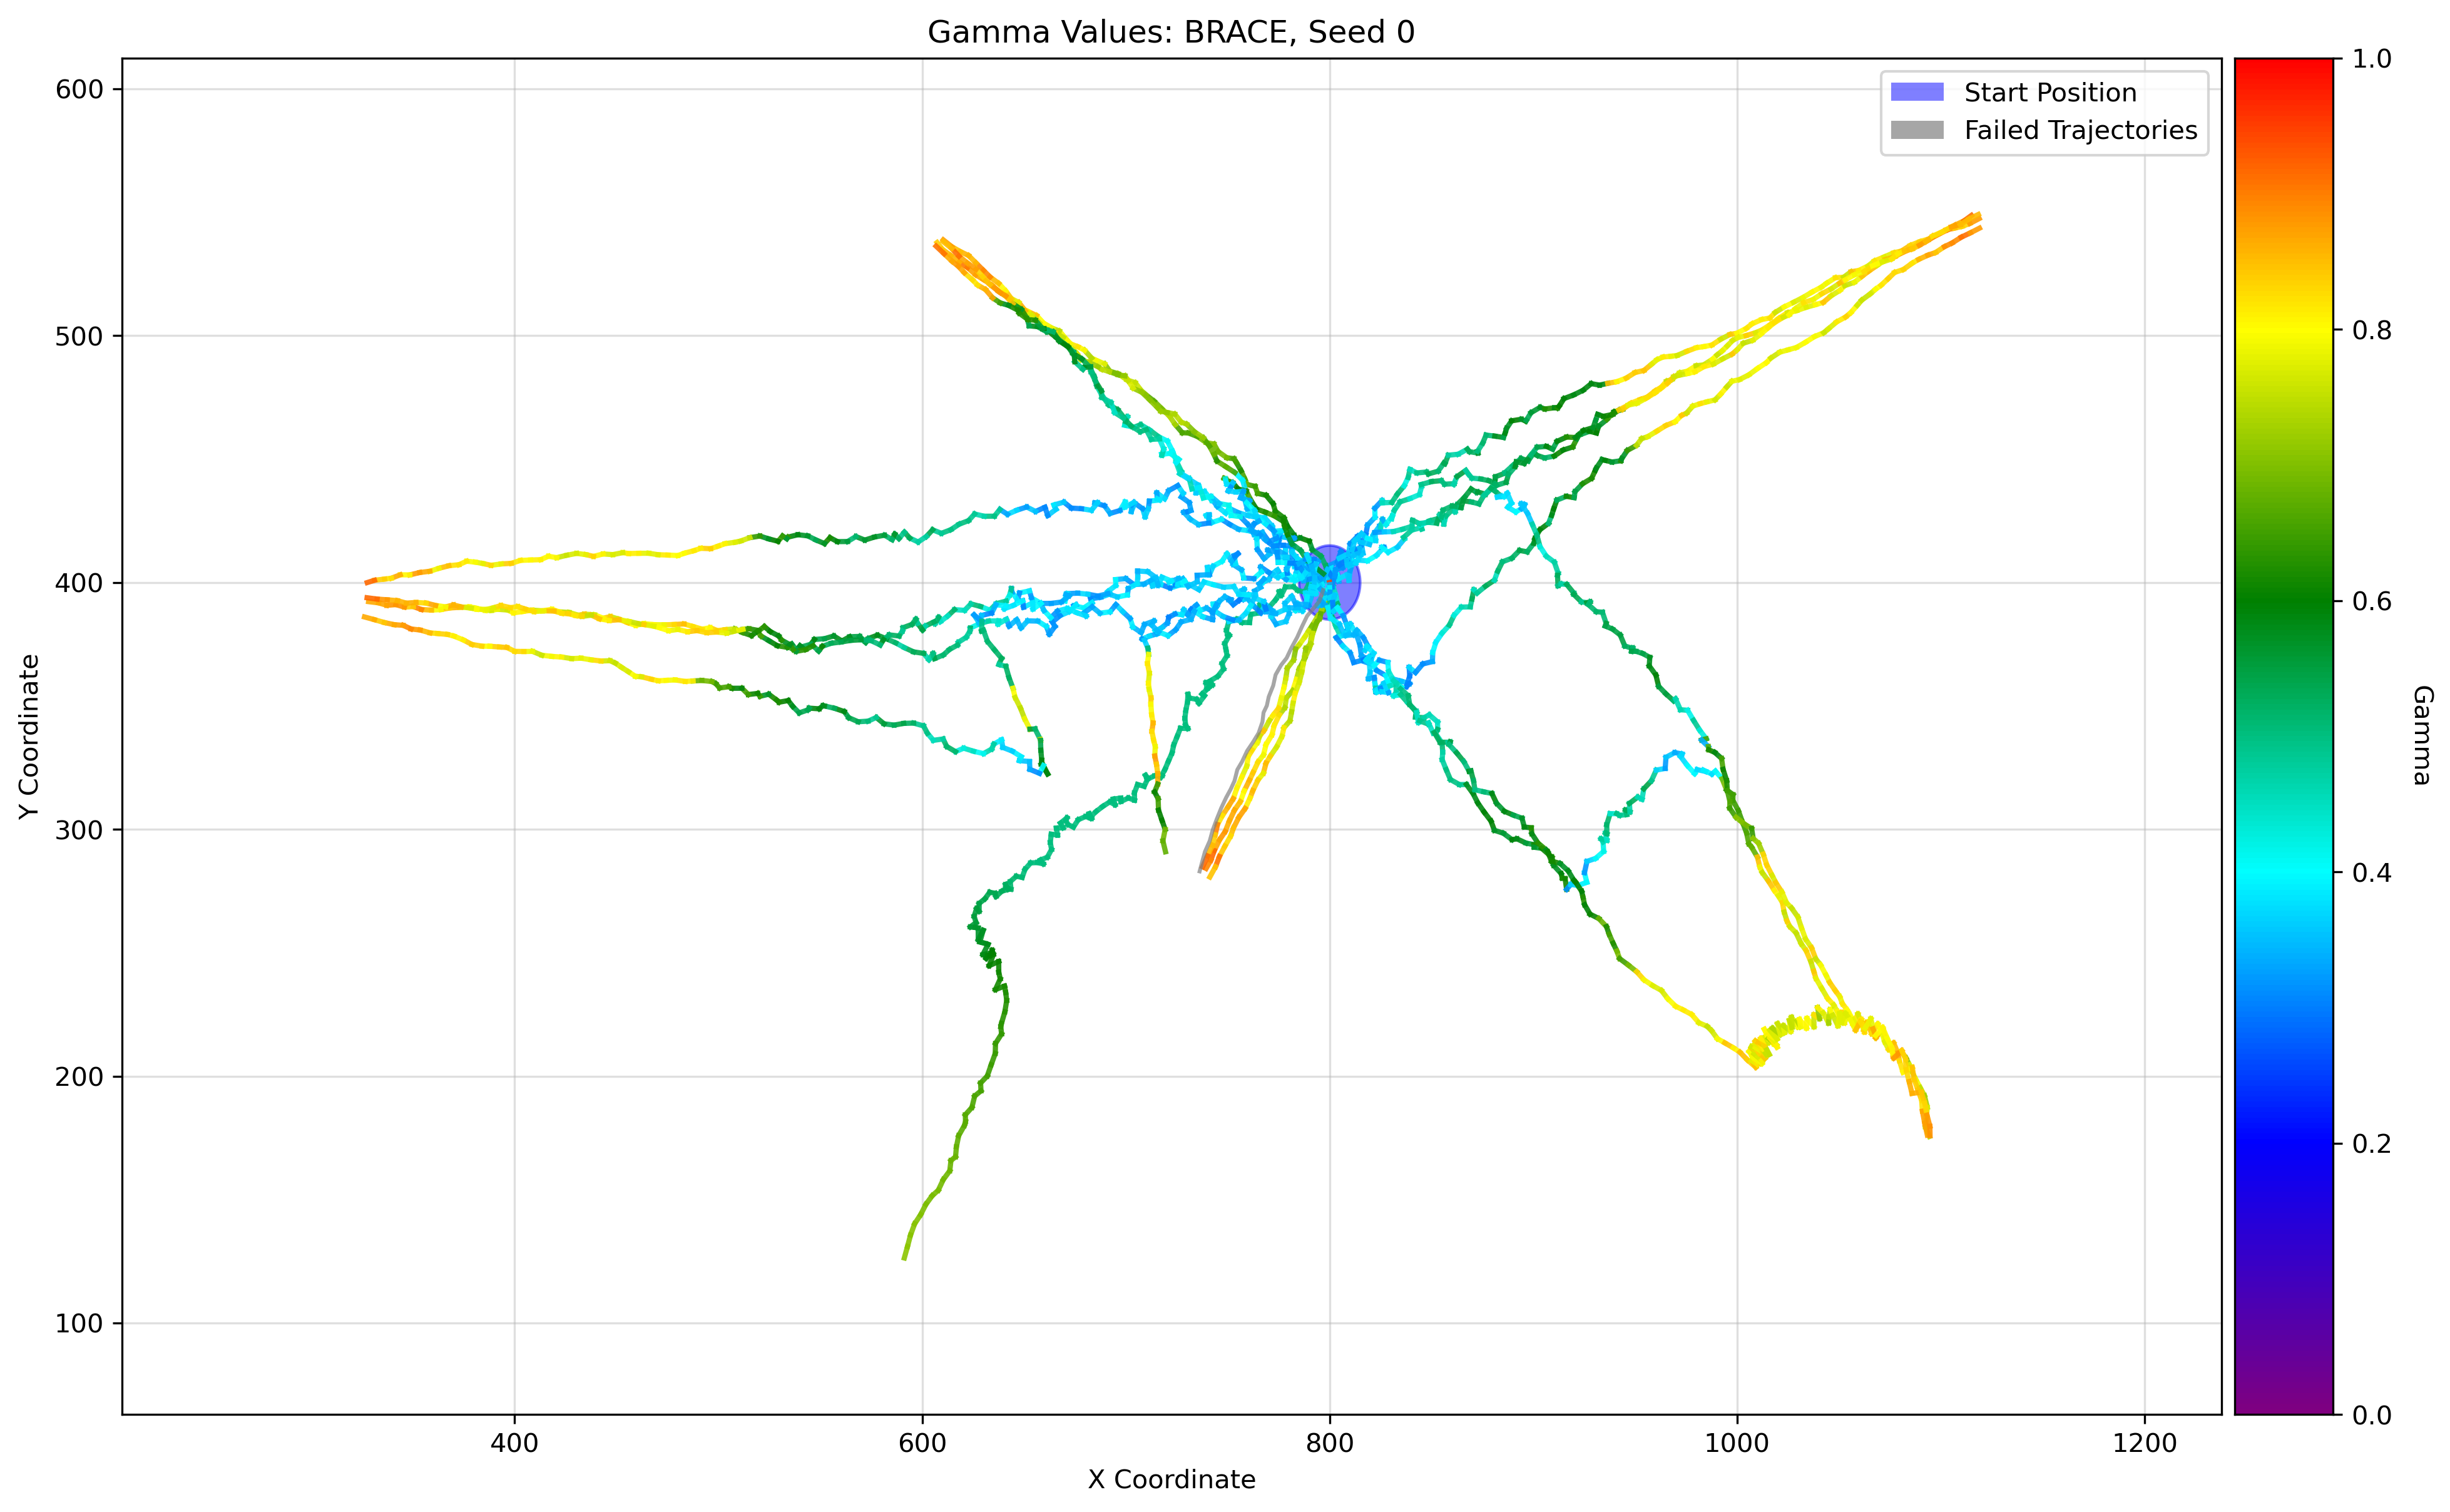 Gamma Values: BRACE, Seed 0
Start Position
Failed Trajectories
600
500
400
300
200
100
Y Coordinate
400
600
800
1000
1200
X Coordinate
1.0
0.8
0.6
0.4
0.2
0.0
Gamma